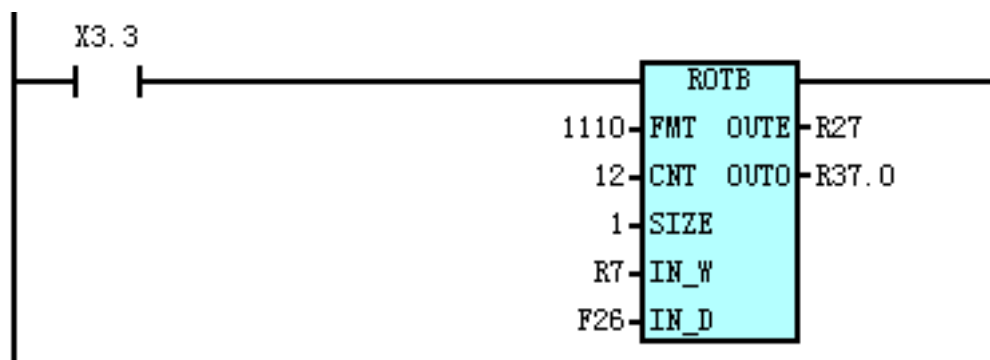 X3.3
ROTB
1110 FMT OUTE R27
12 CNT OUTO R37.0
1 SIZE
R7 IN_W
F26 IN_D